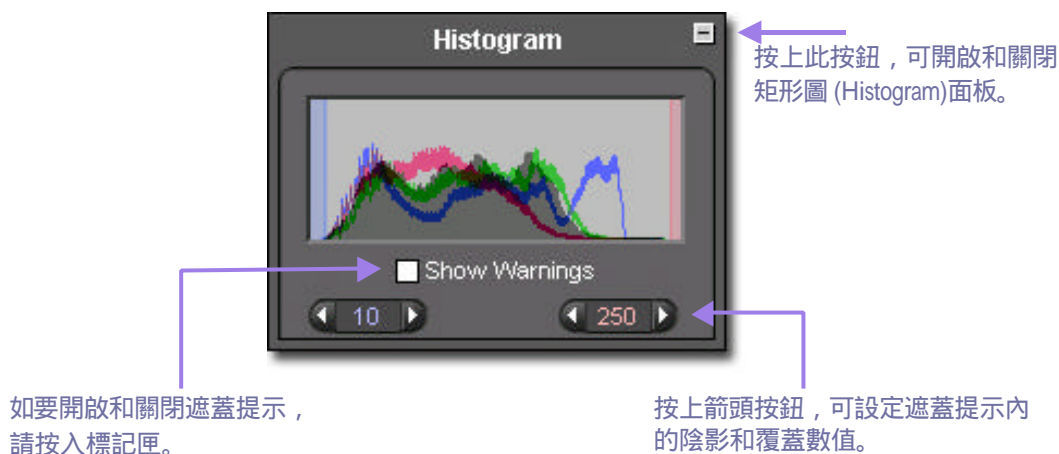 Histogram
按上此按鈕，可開啟和關閉
矩形圖 (Histogram)面板。
Show Warnings
10
250
如要開啟和關閉遮蓋提示，
請按入標記匣。
按上箭頭按鈕，可設定遮蓋提示內
的陰影和覆蓋數值。